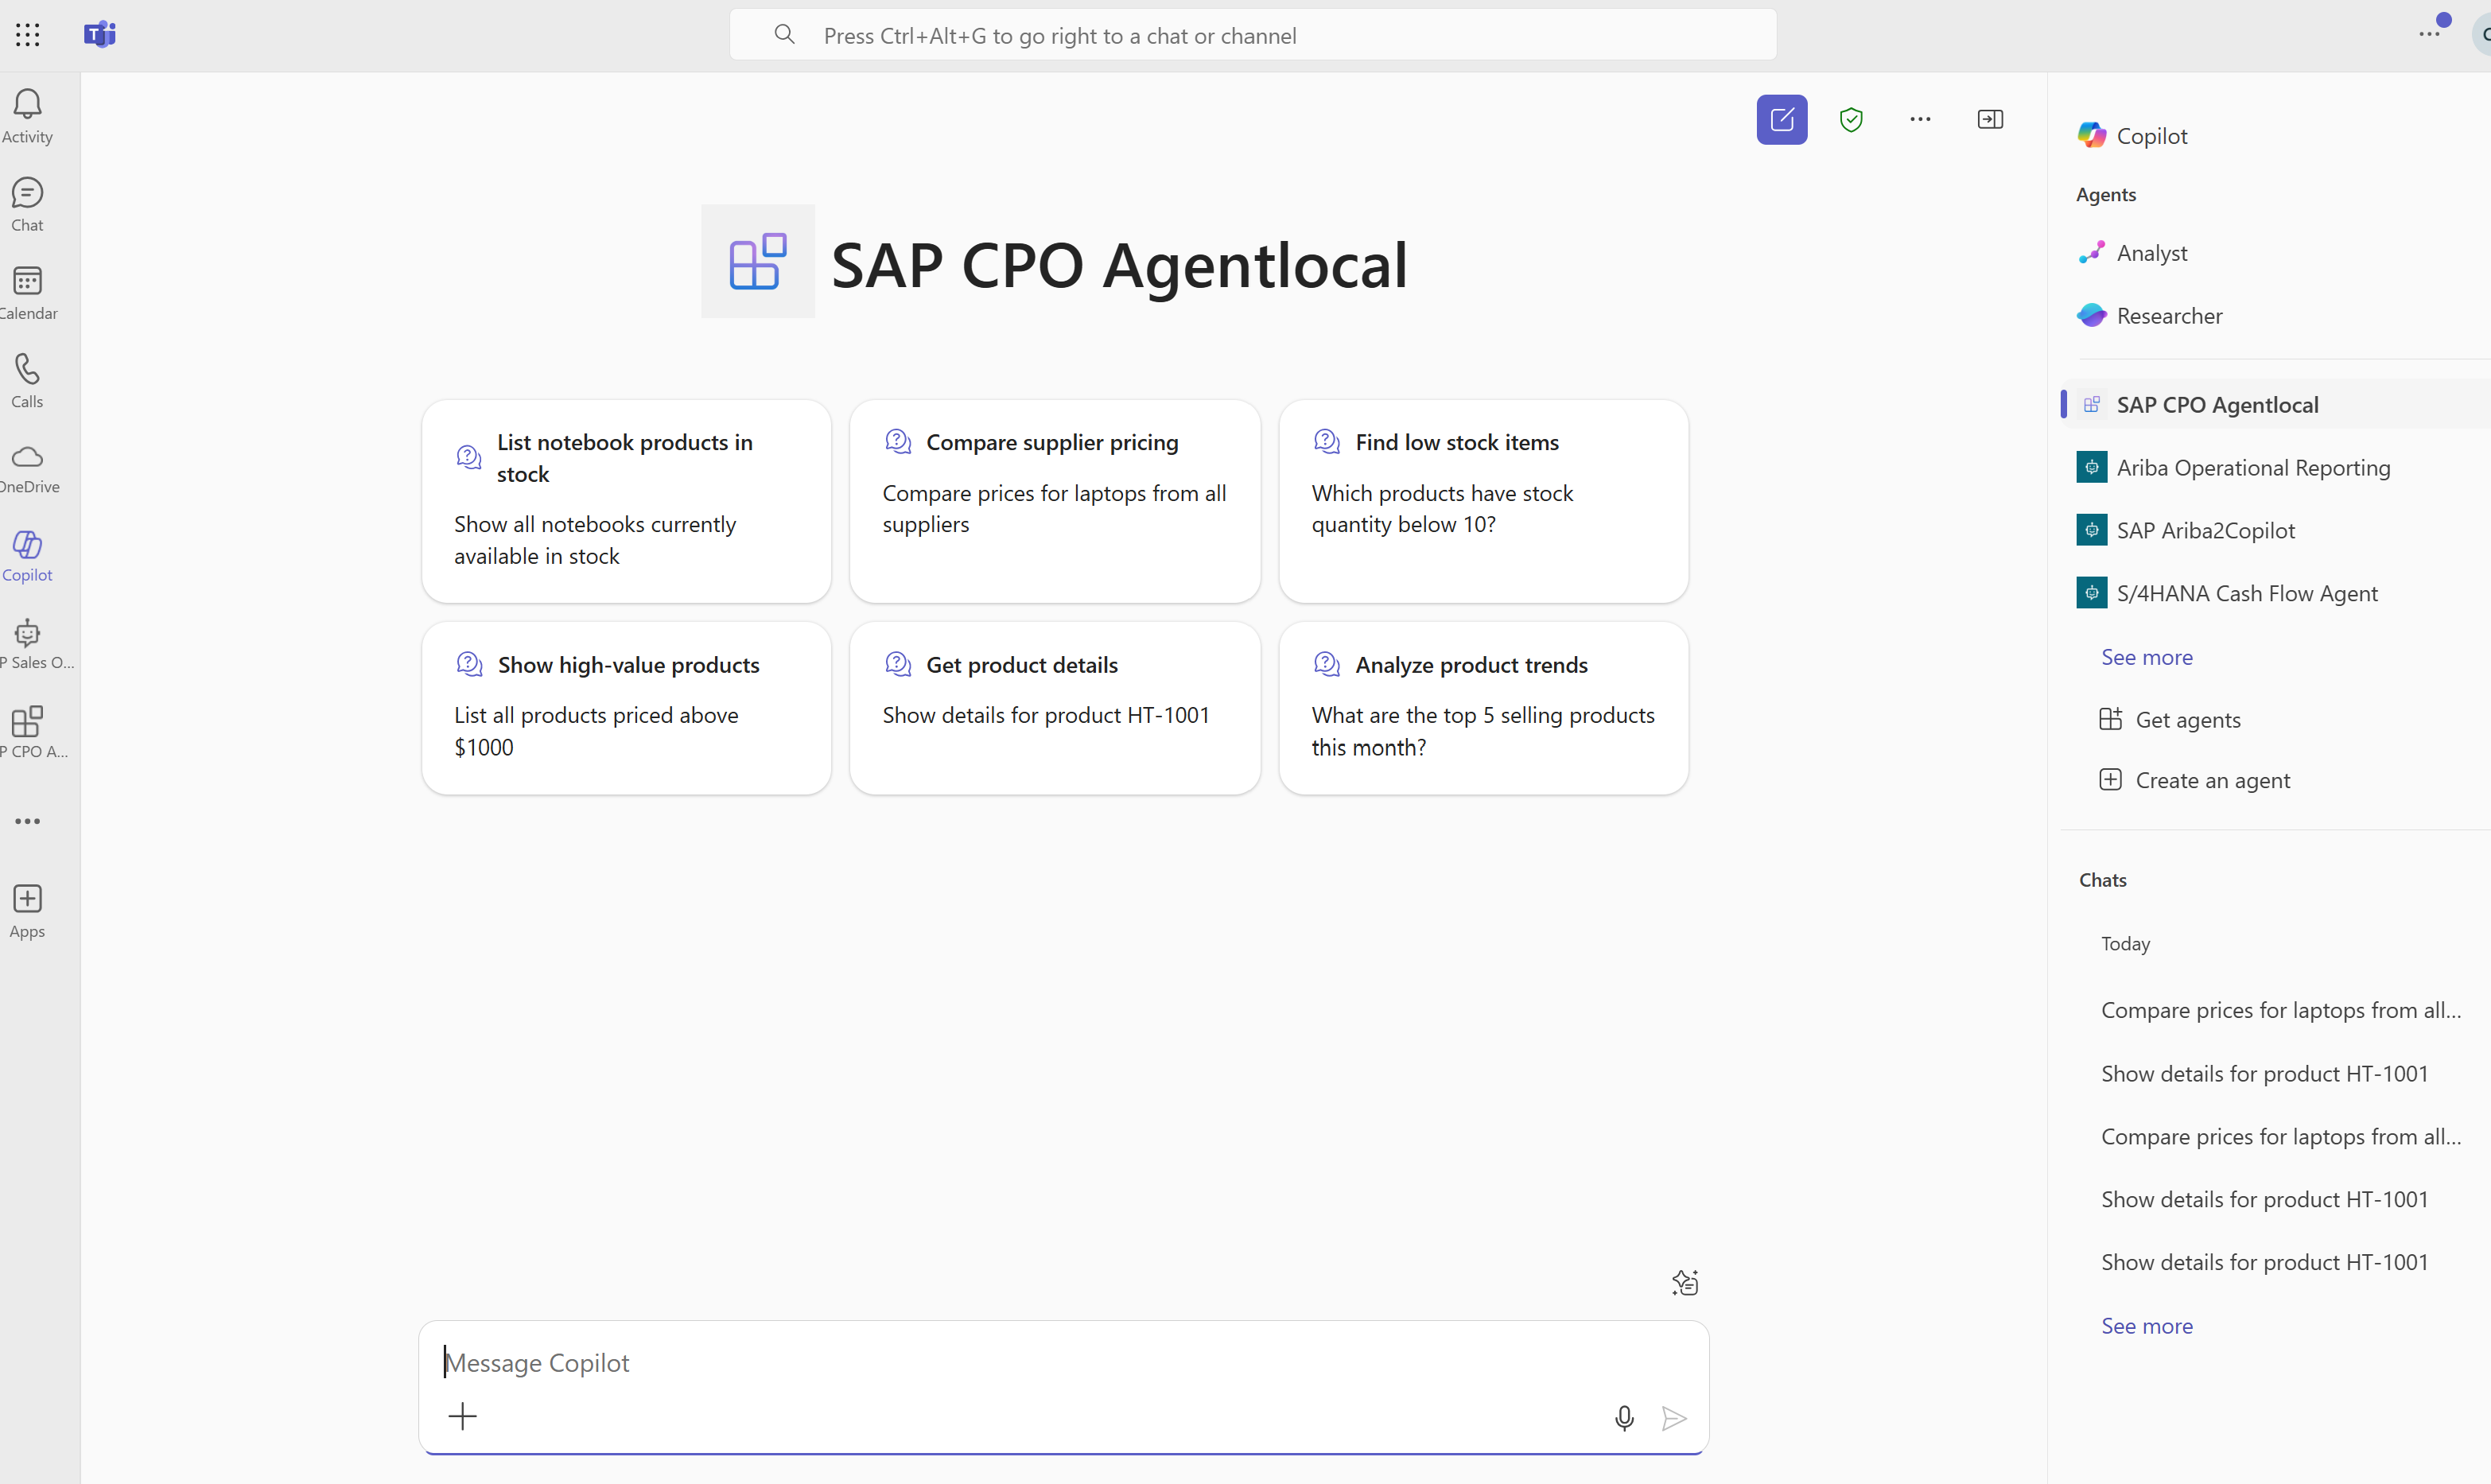 Press Ctrl+Alt+G to go right to a chat or channel
Activity
Chat
Calendar
Calls
OneDrive
Copilot
P Sales O...
P CPO A...
Apps
SAP CPO Agentlocal
List notebook products in
stock
Show all notebooks currently
available in stock
Compare supplier pricing
Compare prices for laptops from all
suppliers
Find low stock items
Which products have stock
quantity below 10?
Show high-value products
List all products priced above
$1000
Get product details
Show details for product HT-1001
Analyze product trends
What are the top 5 selling products
this month?
Message Copilot
Copilot
Agents
Analyst
Researcher
SAP CPO Agentlocal
Ariba Operational Reporting
SAP Ariba2Copilot
S/4HANA Cash Flow Agent
See more
Get agents
Create an agent
Chats
Today
Compare prices for laptops from all...
Show details for product HT-1001
Compare prices for laptops from all...
Show details for product HT-1001
Show details for product HT-1001
See more